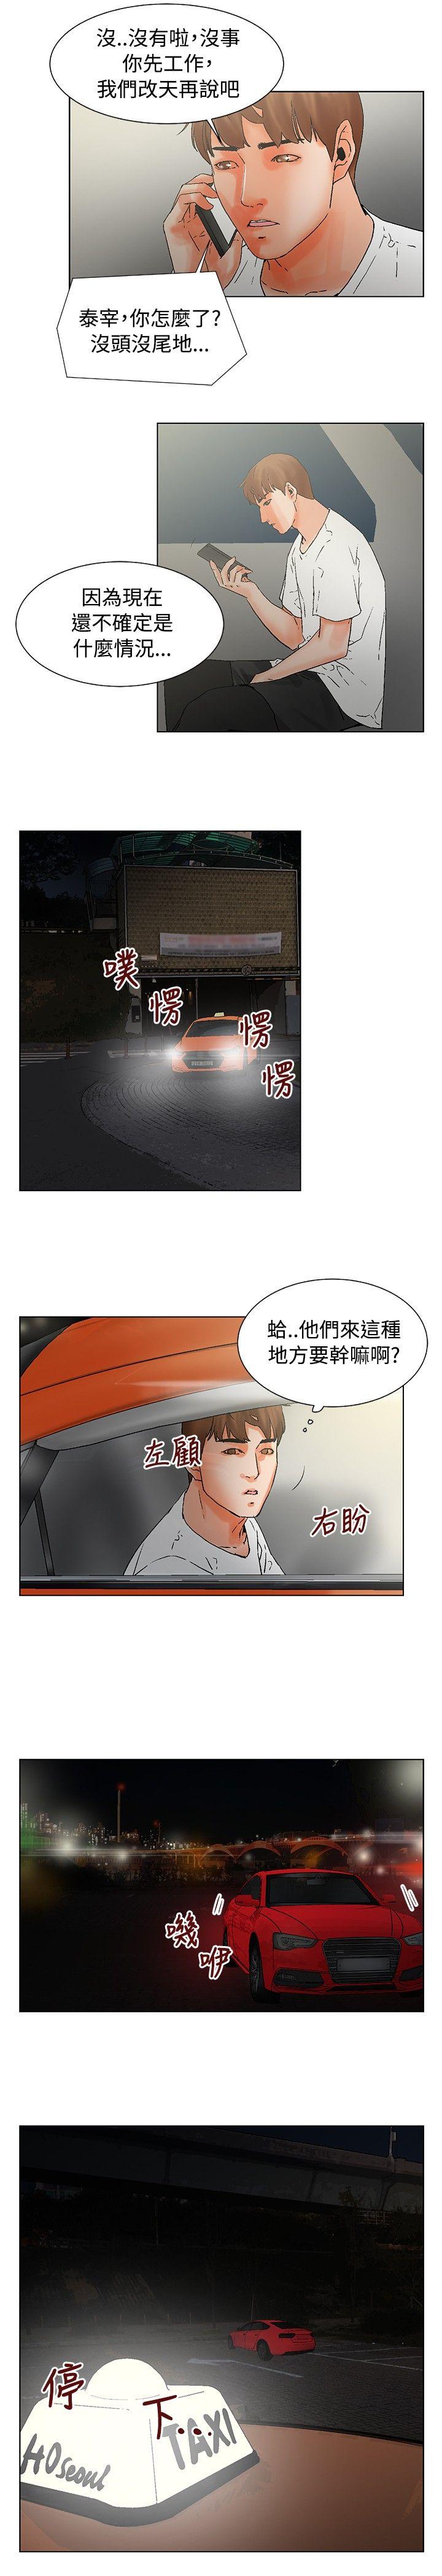 沒..沒有啦,沒事
你先工作,
我們改天再說吧
泰宰,你怎麼了?
沒頭沒尾地...
因為現在
還不確定是
什麼情況...
噗
愣
愣
愣
蛤..他們來這種
地方要幹嘛啊?
左顧
右盼
嘰
咿
停
下...
HO seoul
TAXI